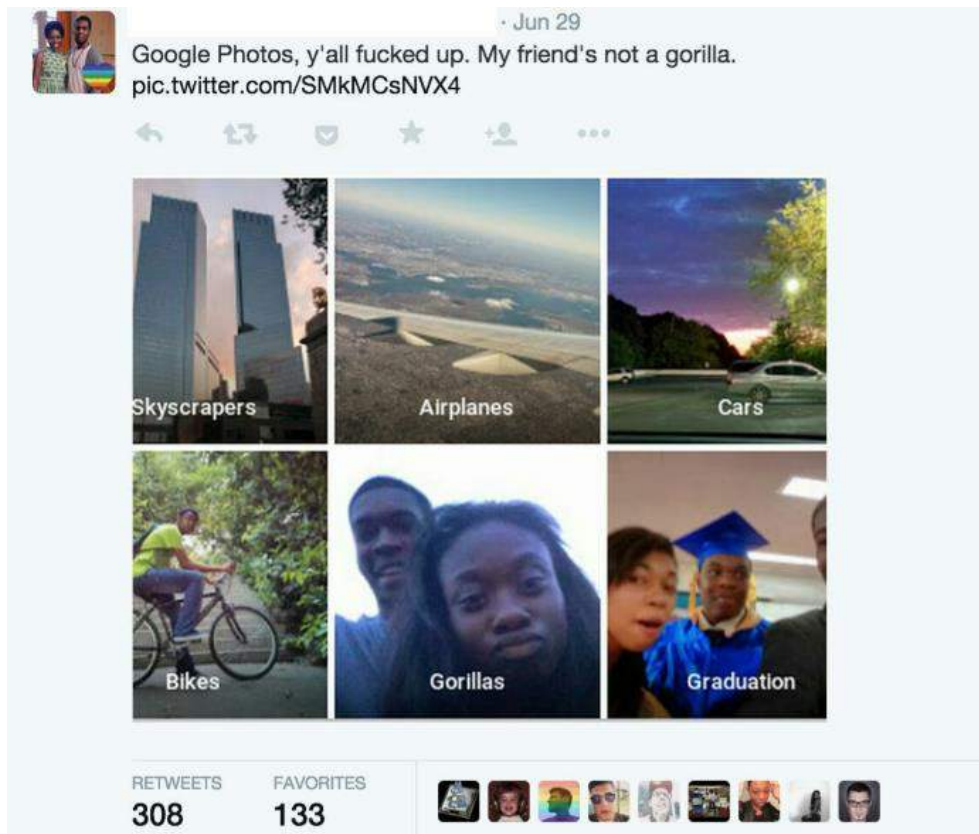 · Jun 29
Google Photos, y'all fucked up. My friend's not a gorilla.
pic.twitter.com/SMkMCsNVX4
Skyscrapers
Airplanes
Cars
Bikes
Gorillas
Graduation
RETWEETS
FAVORITES
308
133